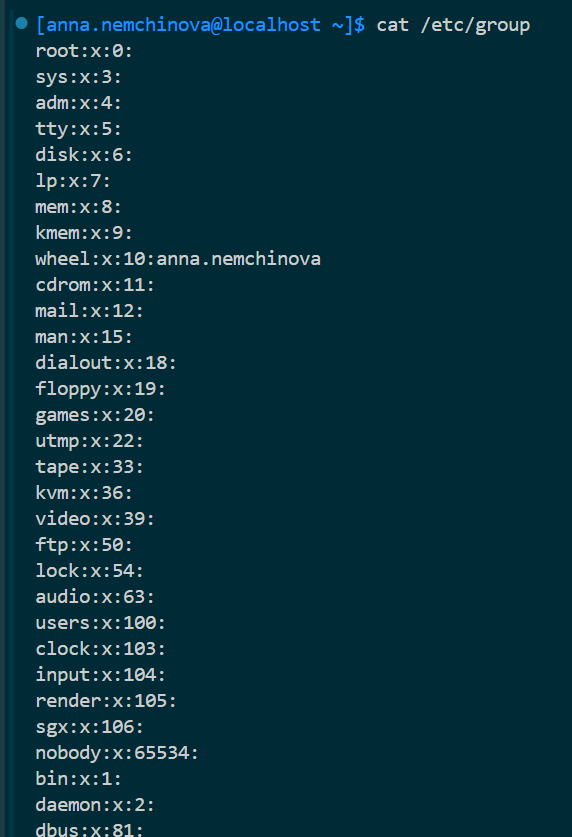 [anna.nemchinova@localhost ~]$ cat /etc/group
root:x:0:
sys:x:3:
adm:x:4:
tty:x:5:
disk:x:6:
lp:x:7:
mem:x:8:
kmem:x:9:
wheel:x:10:anna.nemchinova
cdrom:x:11:
mail:x:12:
man:x:15:
dialout:x:18:
floppy:x:19:
games:x:20:
utmp:x:22:
tape:x:33:
kvm:x:36:
video:x:39:
ftp:x:50:
lock:x:54:
audio:x:63:
users:x:100:
clock:x:103:
input:x:104:
render:x:105:
sgx:x:106:
nobody:x:65534:
bin:x:1:
daemon:x:2:
dbus:x:81: